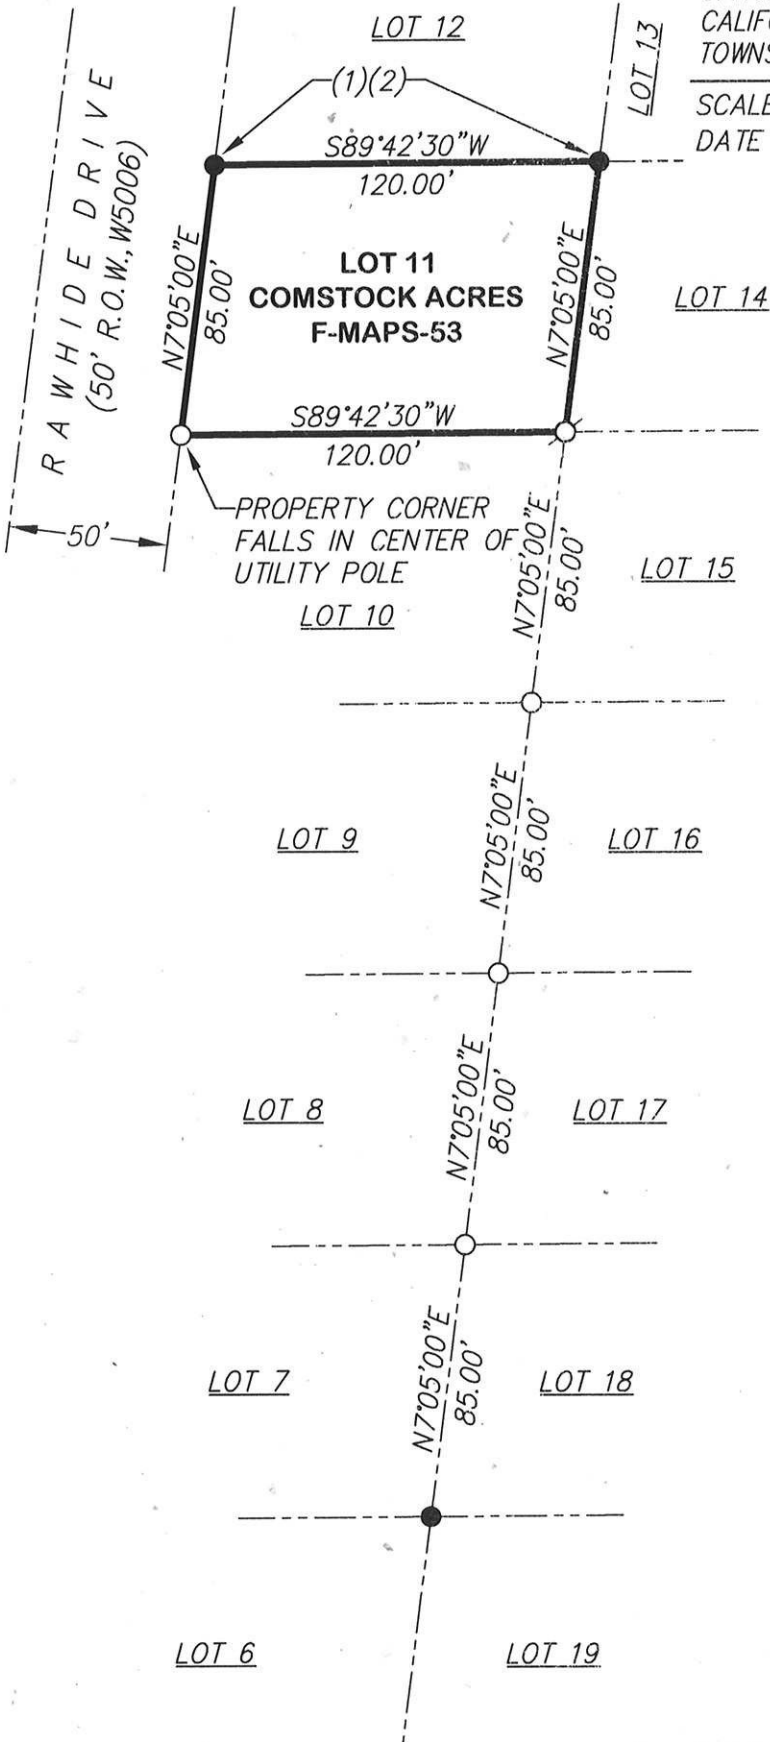 LOT 12
LOT 13
CALIF
TOWNS
SCALE
DATE
(1)(2)
S89°42'30"W
120.00'
RAWHIDE DRIVE
(50' R.O.W., W5006)
N7°05'00"E
85.00'
LOT 11
COMSTOCK ACRES
F-MAPS-53
N7°05'00"E
85.00'
LOT 14
S89°42'30"W
120.00'
50'
PROPERTY CORNER
FALLS IN CENTER OF
UTILITY POLE
N7°05'00"E
85.00'
LOT 15
LOT 10
N7°05'00"E
85.00'
LOT 9
LOT 16
N7°05'00"E
85.00'
LOT 8
LOT 17
N7°05'00"E
85.00'
LOT 7
LOT 18
LOT 6
LOT 19